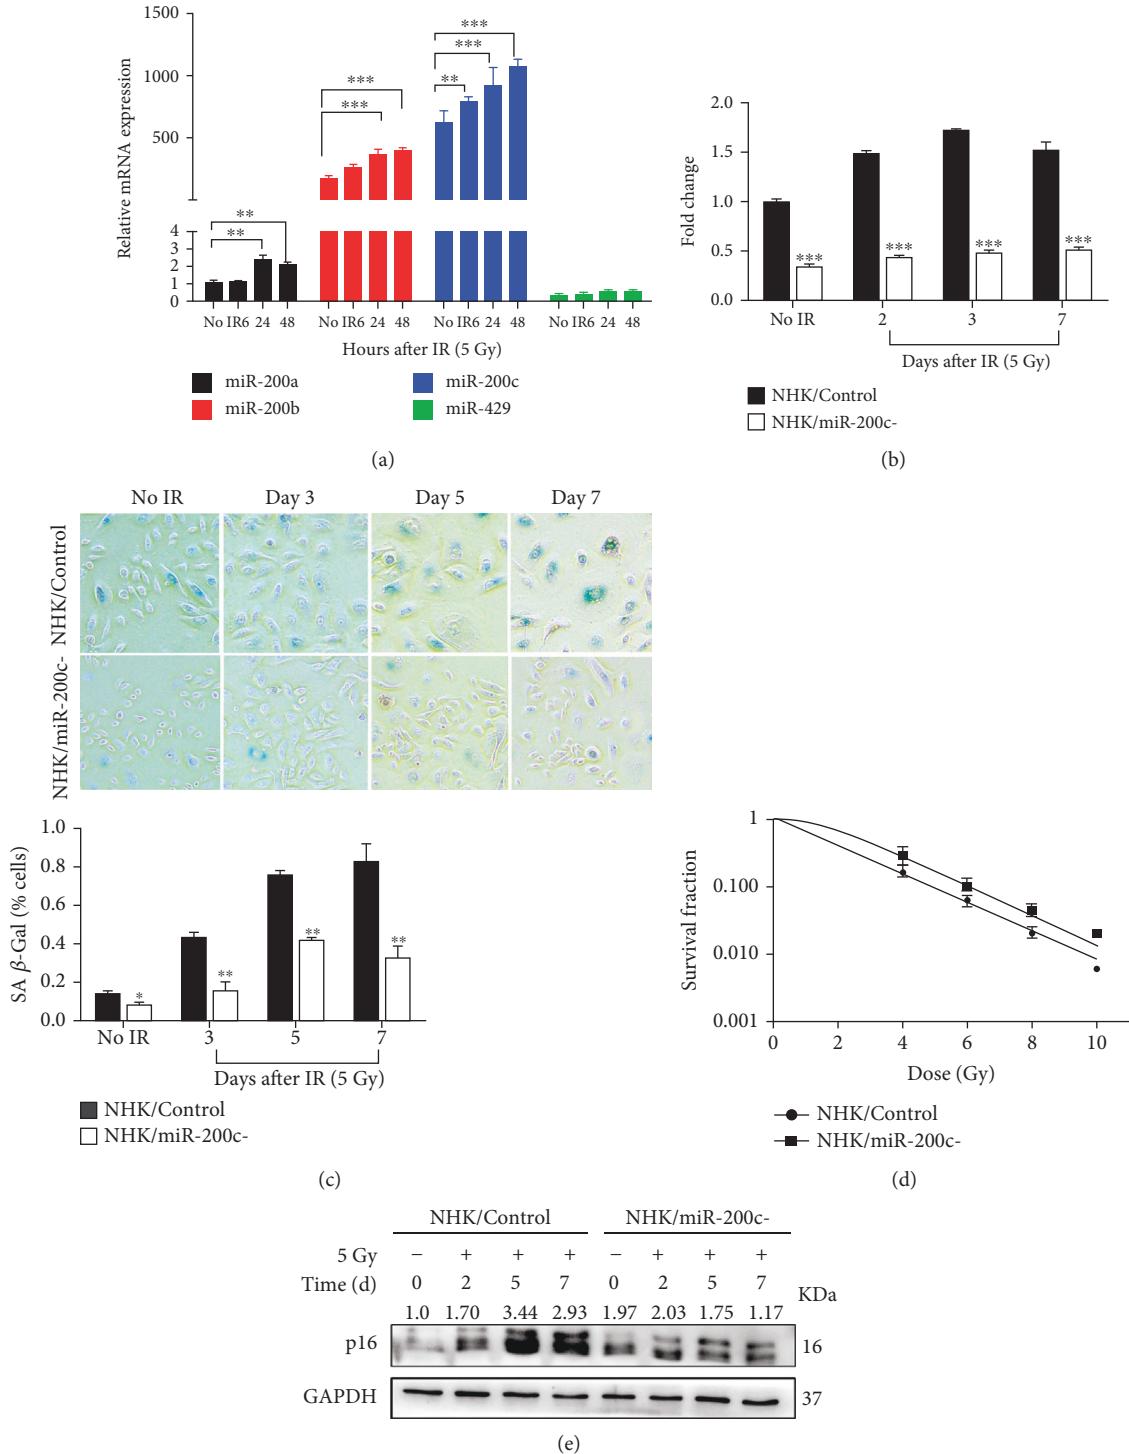 1500
1000
500
4
3
2
1
0
Relative mRNA expression
** ** *** *** ** *** ***
No IR 6 24 48 No IR 6 24 48 No IR 6 24 48 No IR 6 24 48
Hours after IR (5 Gy)
miR-200a
miR-200b
miR-200c
miR-429
(a)
2.0
1.5
1.0
0.5
0.0
Fold change
*** *** *** ***
No IR 2 3 7
Days after IR (5 Gy)
NHK/Control
NHK/miR-200c-
(b)
No IR Day 3 Day 5 Day 7
NHK/Control
NHK/miR-200c-
1.0
0.8
0.6
0.4
0.2
0.0
SA β-Gal (% cells)
* ** ** **
No IR 3 5 7
Days after IR (5 Gy)
NHK/Control
NHK/miR-200c-
(c)
1
0.100
0.010
0.001
Survival fraction
0 2 4 6 8 10
Dose (Gy)
NHK/Control
NHK/miR-200c-
(d)
NHK/Control NHK/miR-200c-
5 Gy − + + + − + + +
Time (d) 0 2 5 7 0 2 5 7
KDa
1.0 1.70 3.44 2.93 1.97 2.03 1.75 1.17
p16 16
GAPDH 37
(e)